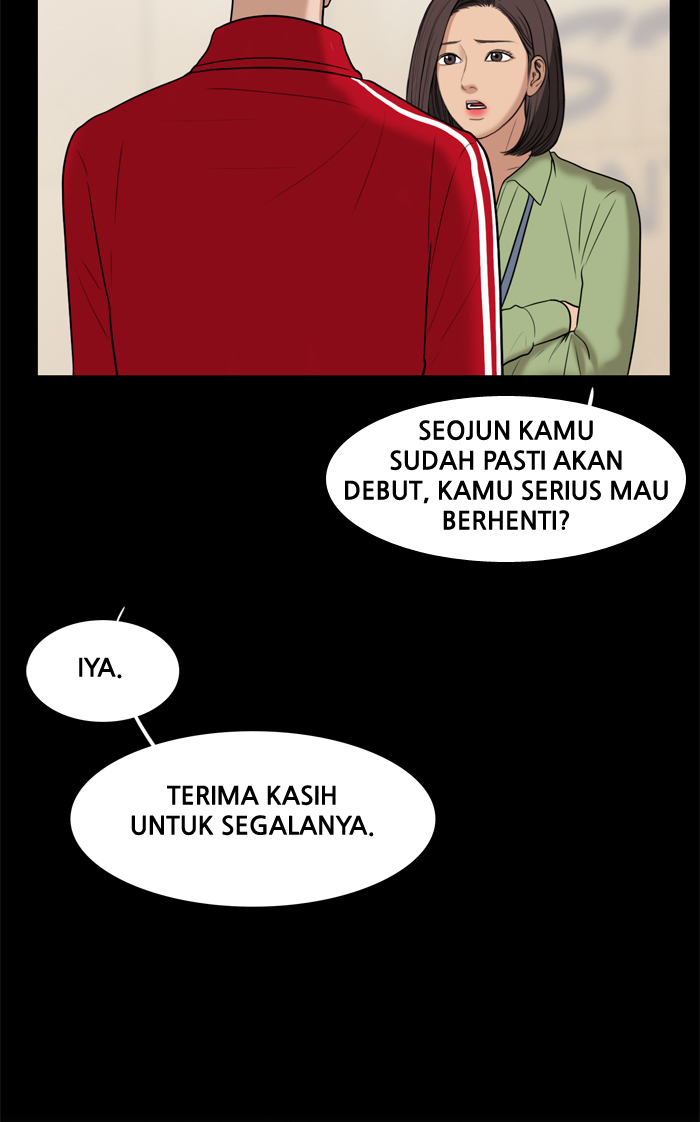 SEOJUN KAMU
SUDAH PASTI AKAN
DEBUT, KAMU SERIUS MAU
BERHENTI?
IYA.
TERIMA KASIH
UNTUK SEGALANYA.